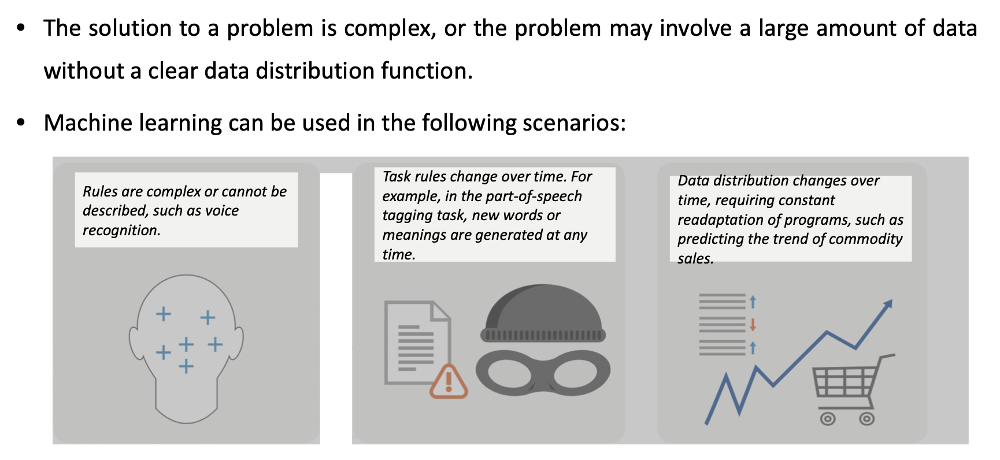 • The solution to a problem is complex, or the problem may involve a large amount of data
without a clear data distribution function.
• Machine learning can be used in the following scenarios:
Rules are complex or cannot be
described, such as voice
recognition.
Task rules change over time. For
example, in the part-of-speech
tagging task, new words or
meanings are generated at any
time.
Data distribution changes over
time, requiring constant
readaptation of programs, such as
predicting the trend of commodity
sales.